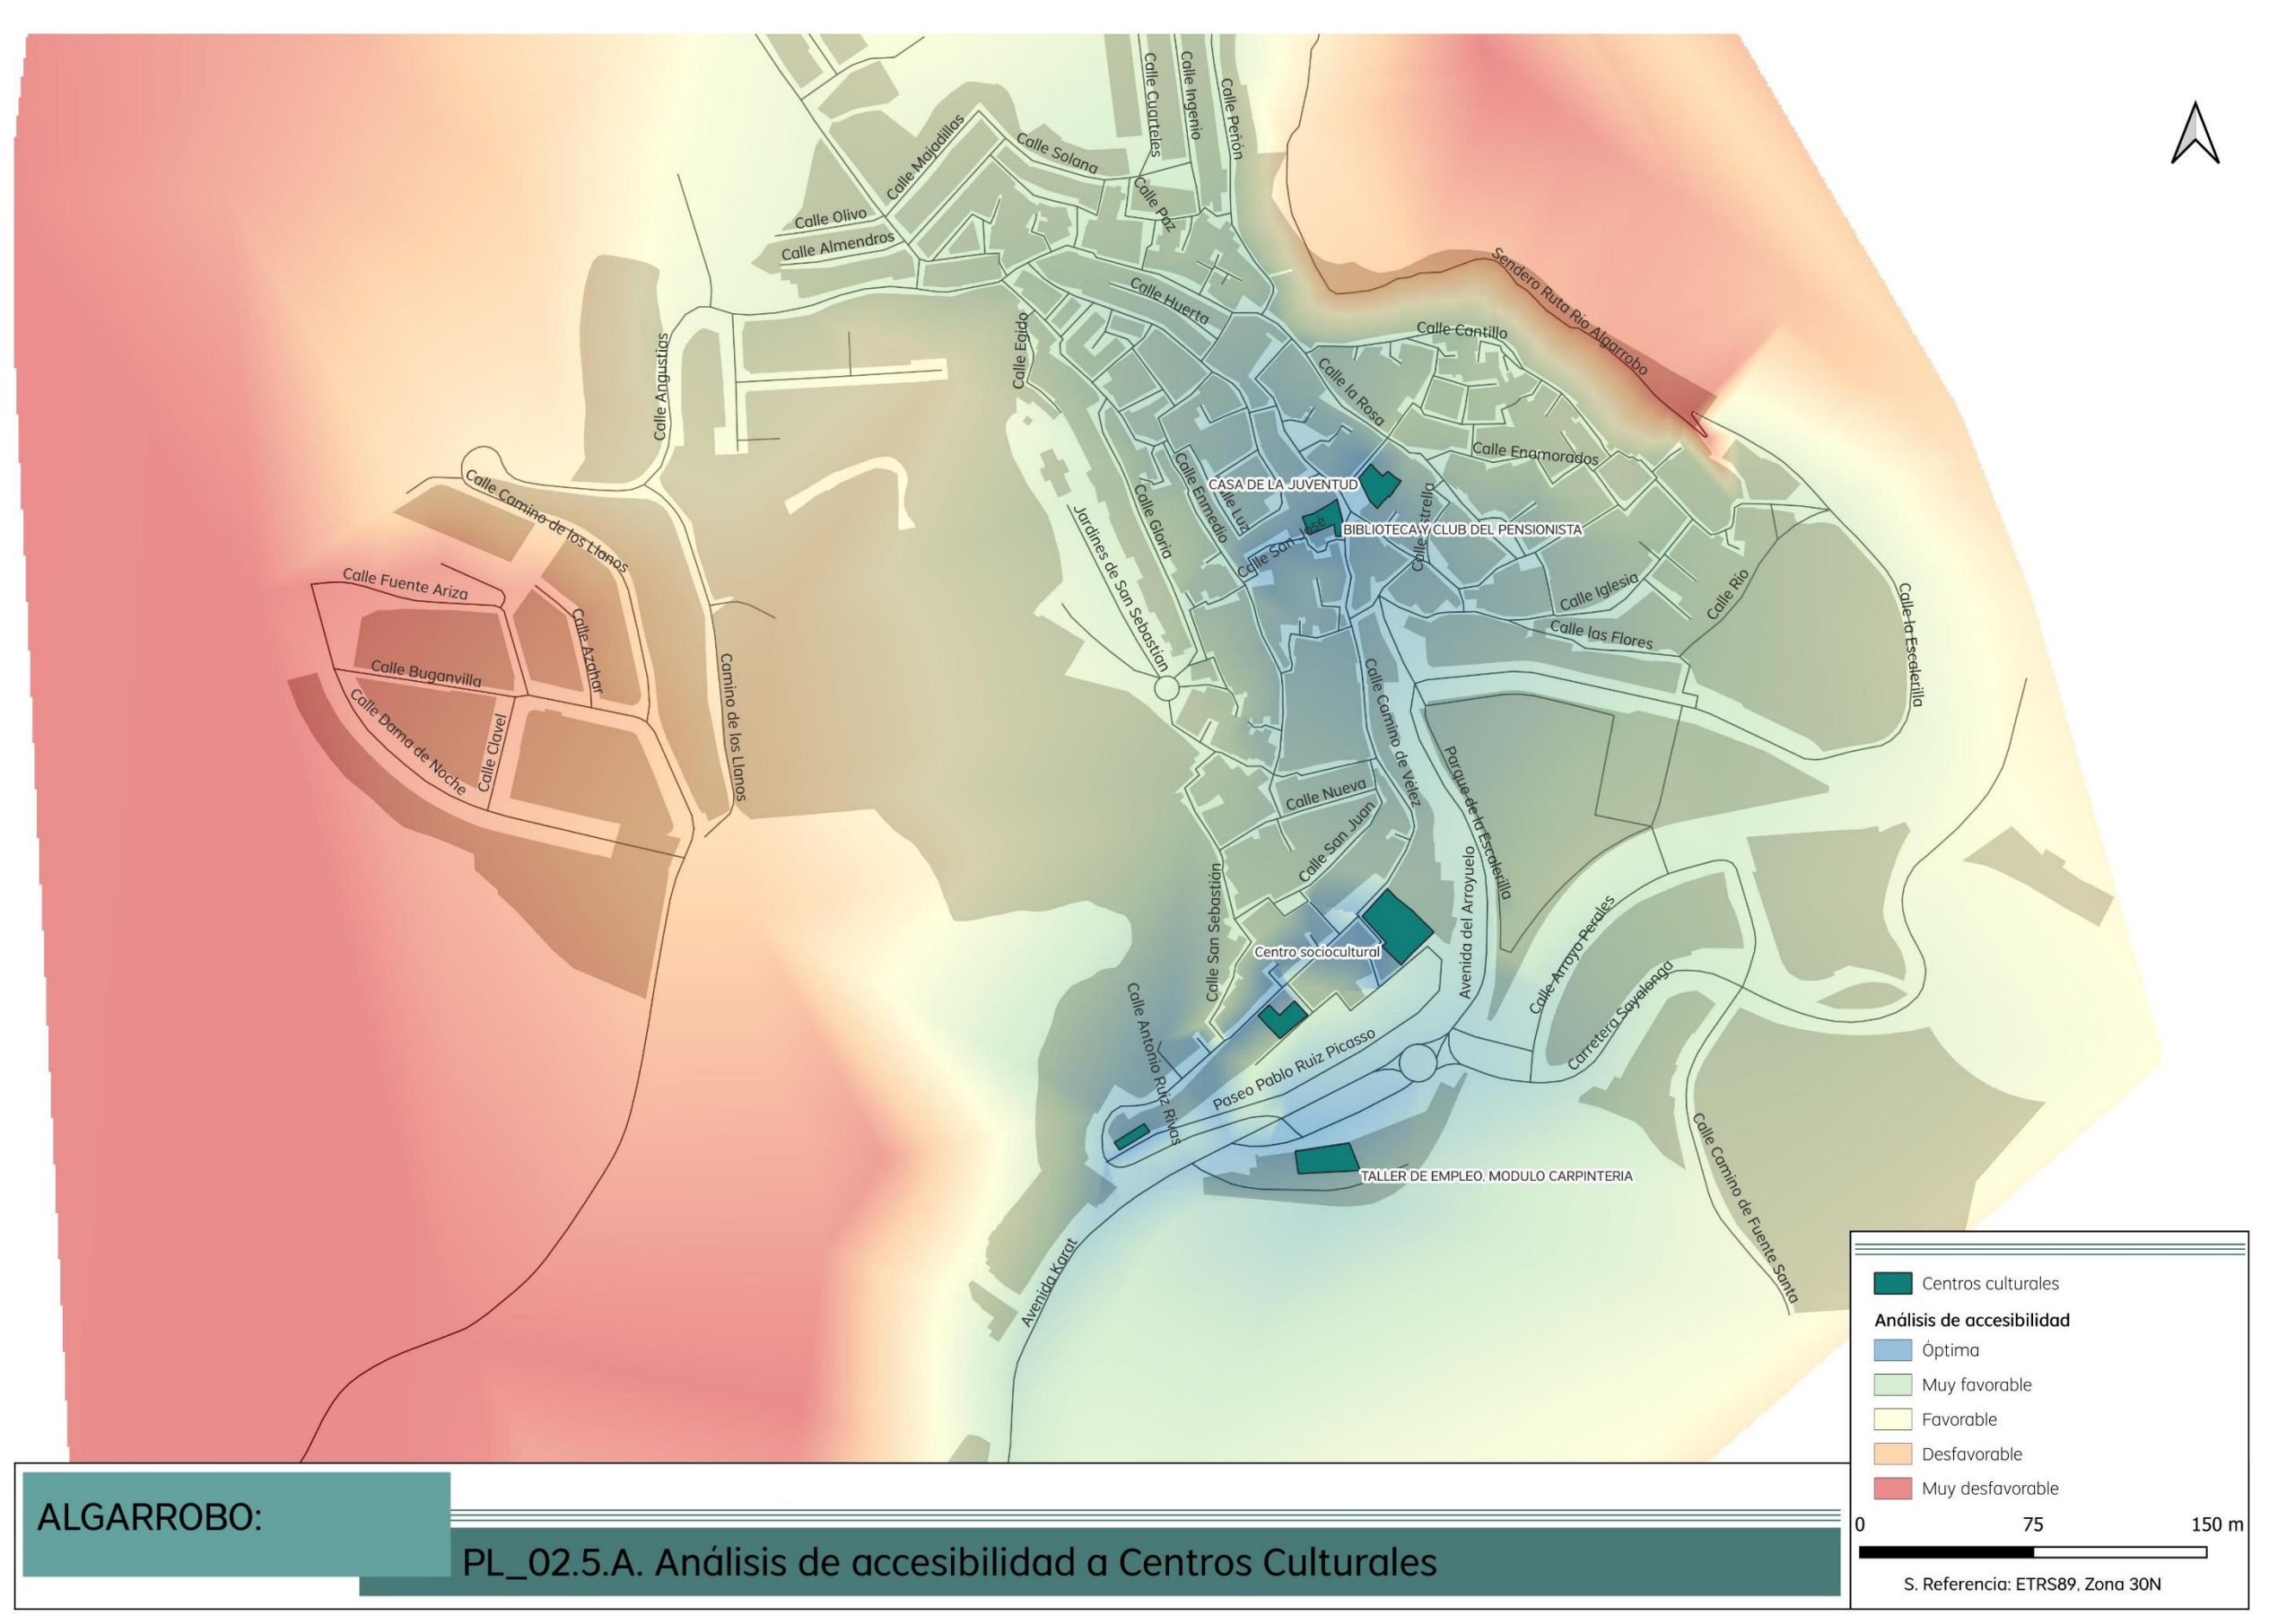 Calle Cuarteles
Calle Ingenio
Calle Peñón
Calle Majadillas
Calle Solana
Calle Paz
Calle Olivo
Calle Almendros
Calle Huerta
Sendero Ruta Rio Algarrobo
Calle Egido
Calle Cantillo
Calle Angustias
Calle la Rosa
Calle Enamorados
Calle Camino de los Llanos
CASA DE LA JUVENTUD
Calle Enmedio
Calle Gloria
BIBLIOTECA Y CLUB DEL PENSIONISTA
Calle San José
Jardines de San Sebastian
Calle Fuente Ariza
Calle Azahar
Calle Iglesia
Calle Río
Calle las Flores
Calle la Escalerilla
Calle Buganvilla
Calle Dama de Noche
Calle Clavel
Camino de los Llanos
Calle Camino de Vélez
Parque de la Escalerilla
Calle Nueva
Calle San Juan
Calle San Sebastián
Avenida del Arroyuelo
Calle Arroyo Perales
Centro sociocultural
Carretera Sayalonga
Calle Antonio Ruiz Rivas
Paseo Pablo Ruiz Picasso
TALLER DE EMPLEO, MODULO CARPINTERIA
Calle Camino de Fuente Santa
Avenida Karat
Centros culturales
Análisis de accesibilidad
Óptima
Muy favorable
Favorable
Desfavorable
Muy desfavorable
0 75 150 m
S. Referencia: ETRS89, Zona 30N
ALGARROBO:
PL_02.5.A. Análisis de accesibilidad a Centros Culturales